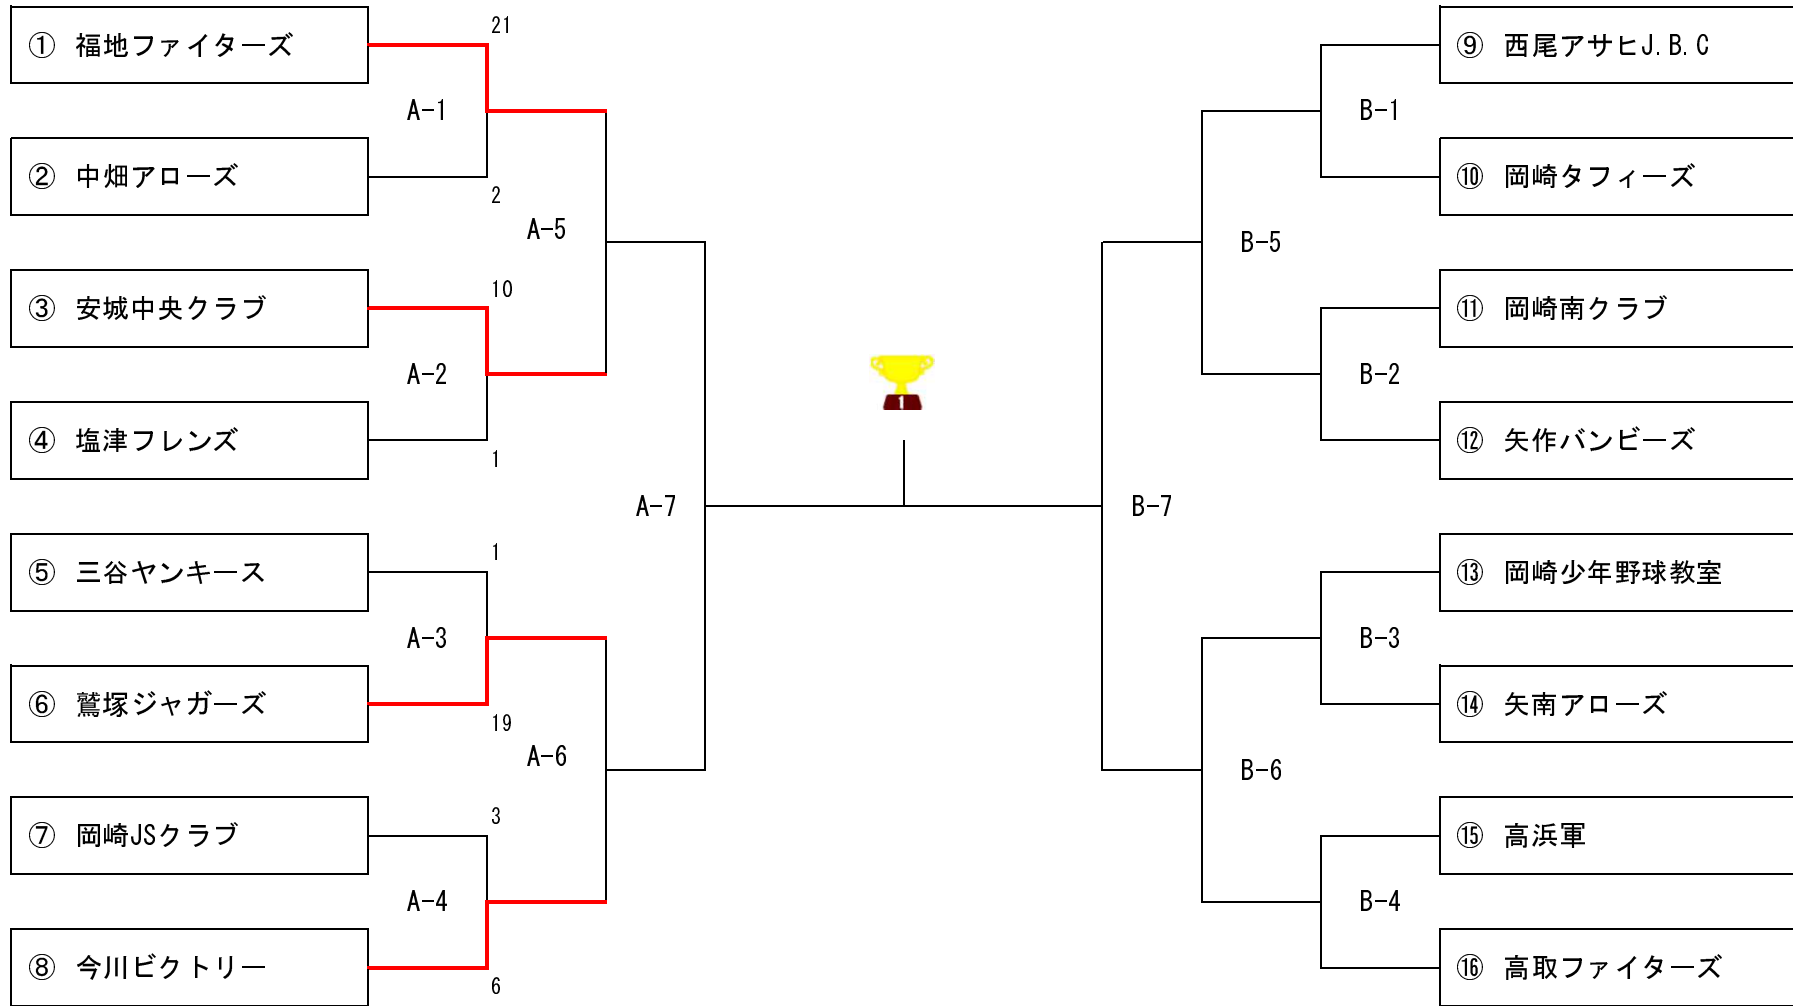 ① 福地ファイターズ
21
A-1
② 中畑アローズ
2
A-5
③ 安城中央クラブ
10
A-2
④ 塩津フレンズ
1
A-7
⑤ 三谷ヤンキース
1
A-3
⑥ 鷲塚ジャガーズ
19
A-6
⑦ 岡崎JSクラブ
3
A-4
⑧ 今川ビクトリー
6
1
⑨ 西尾アサヒJ.B.C
B-1
⑩ 岡崎タフィーズ
B-5
⑪ 岡崎南クラブ
B-2
⑫ 矢作バンビーズ
B-7
⑬ 岡崎少年野球教室
B-3
⑭ 矢南アローズ
B-6
⑮ 高浜軍
B-4
⑯ 高取ファイターズ